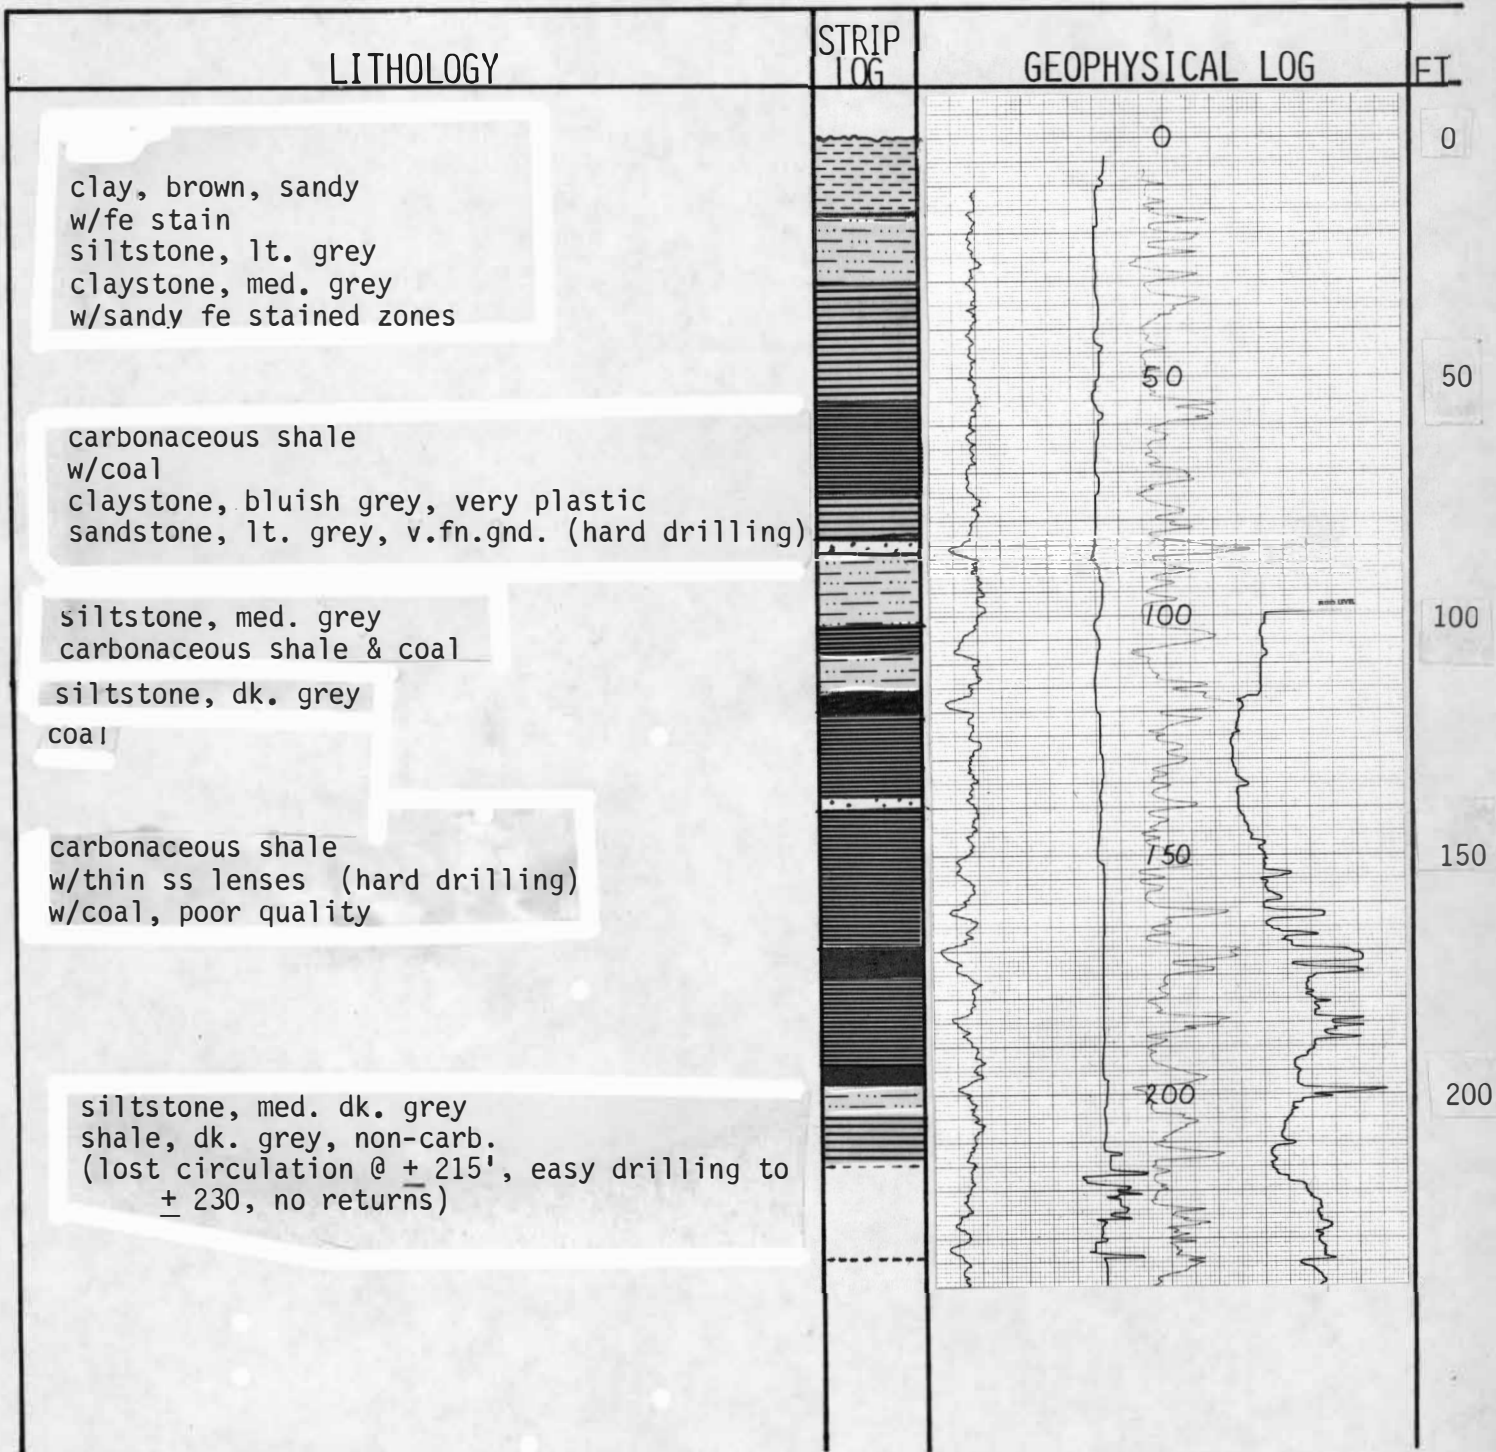 LITHOLOGY
STRIP LOG
GEOPHYSICAL LOG
FT
clay, brown, sandy
w/fe stain
siltstone, lt. grey
claystone, med. grey
w/sandy fe stained zones
carbonaceous shale
w/coal
claystone, bluish grey, very plastic
sandstone, lt. grey, v.fn.gnd. (hard drilling)
siltstone, med. grey
carbonaceous shale & coal
siltstone, dk. grey
coal
carbonaceous shale
w/thin ss lenses (hard drilling)
w/coal, poor quality
siltstone, med. dk. grey
shale, dk. grey, non-carb.
(lost circulation @ ± 215', easy drilling to
± 230, no returns)
0
50
100
150
200
0
50
100
150
200